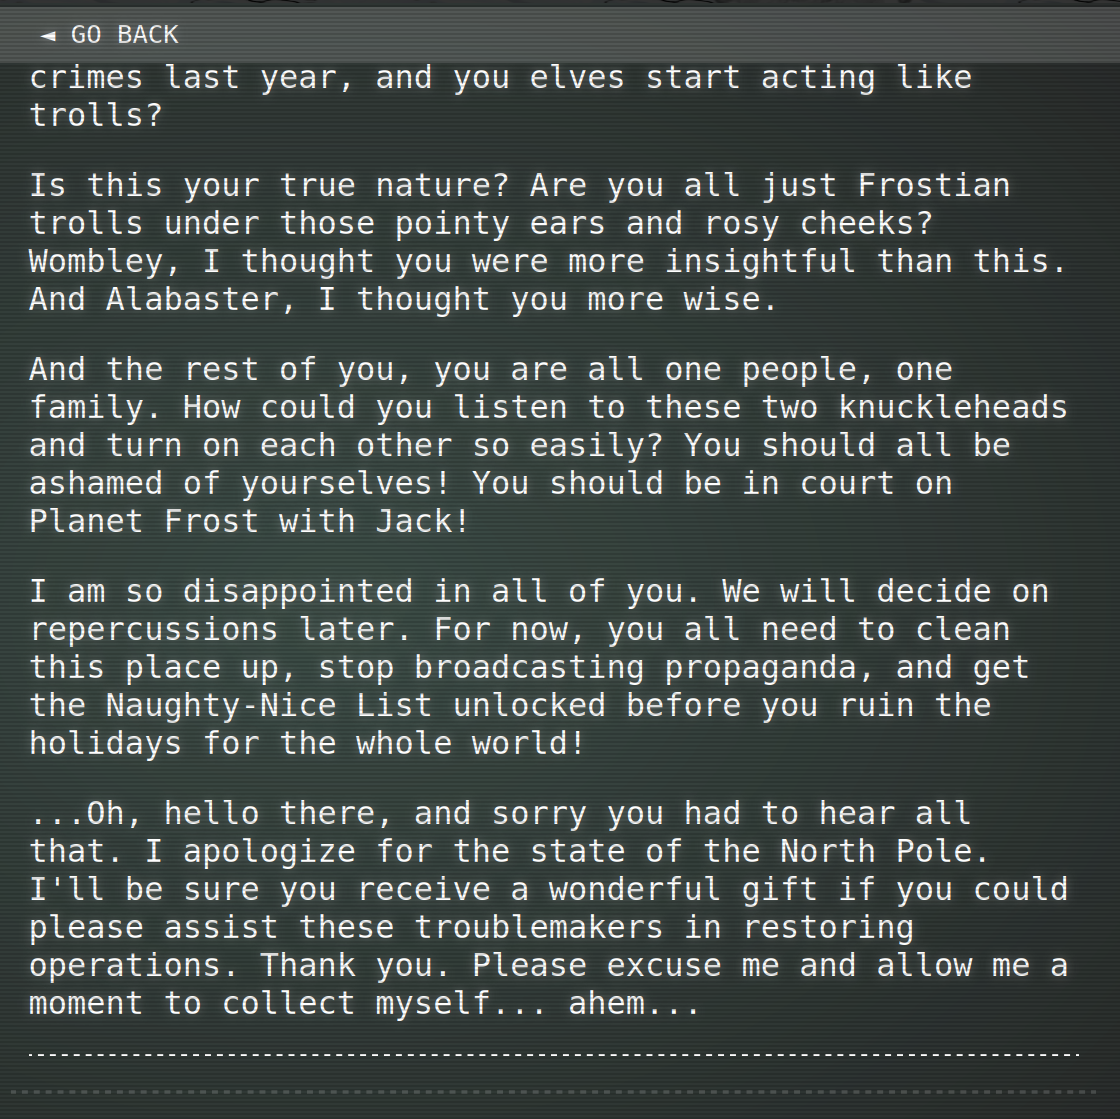 ◄ GO BACK
crimes last year, and you elves start acting like
trolls?
Is this your true nature? Are you all just Frostian
trolls under those pointy ears and rosy cheeks?
Wombley, I thought you were more insightful than this.
And Alabaster, I thought you more wise.
And the rest of you, you are all one people, one
family. How could you listen to these two knuckleheads
and turn on each other so easily? You should all be
ashamed of yourselves! You should be in court on
Planet Frost with Jack!
I am so disappointed in all of you. We will decide on
repercussions later. For now, you all need to clean
this place up, stop broadcasting propaganda, and get
the Naughty-Nice List unlocked before you ruin the
holidays for the whole world!
...Oh, hello there, and sorry you had to hear all
that. I apologize for the state of the North Pole.
I'll be sure you receive a wonderful gift if you could
please assist these troublemakers in restoring
operations. Thank you. Please excuse me and allow me a
moment to collect myself... ahem...